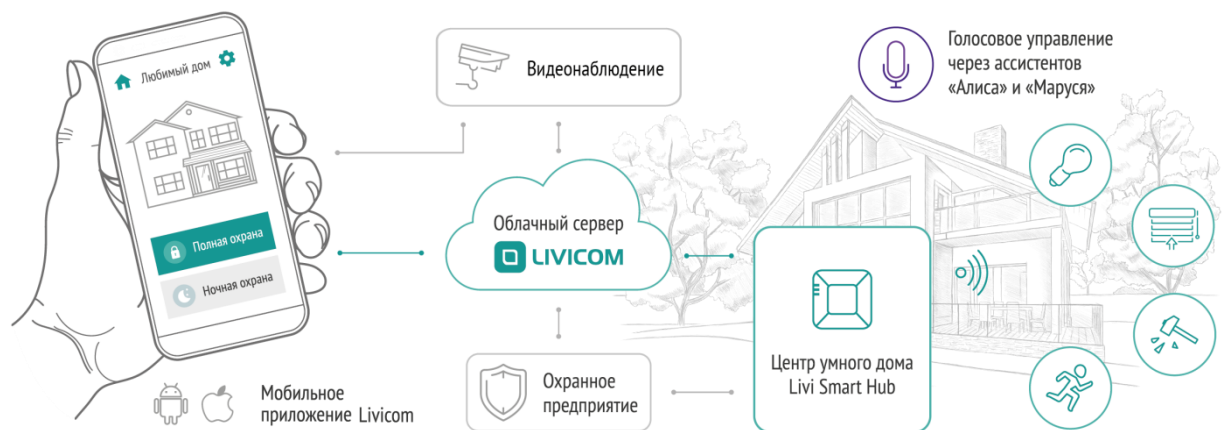 Любимый дом
Полная охрана
Ночная охрана
Мобильное
приложение Livicom
Видеонаблюдение
Облачный сервер
LIVICOM
Охранное
предприятие
Голосовое управление
через ассистентов
«Алиса» и «Маруся»
Центр умного дома
Livi Smart Hub